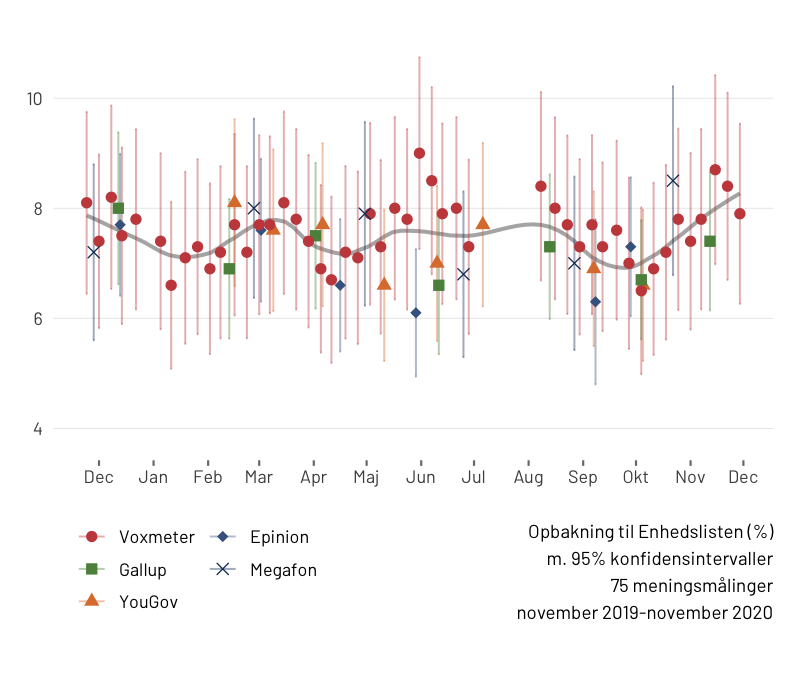 10
8
6
4
Dec Jan Feb Mar Apr Maj Jun Jul Aug Sep Okt Nov Dec
Voxmeter Epinion
Gallup Megafon
YouGov
Opbakning til Enhedslisten (%)
m. 95% konfidensintervaller
75 meningsmålinger
november 2019-november 2020